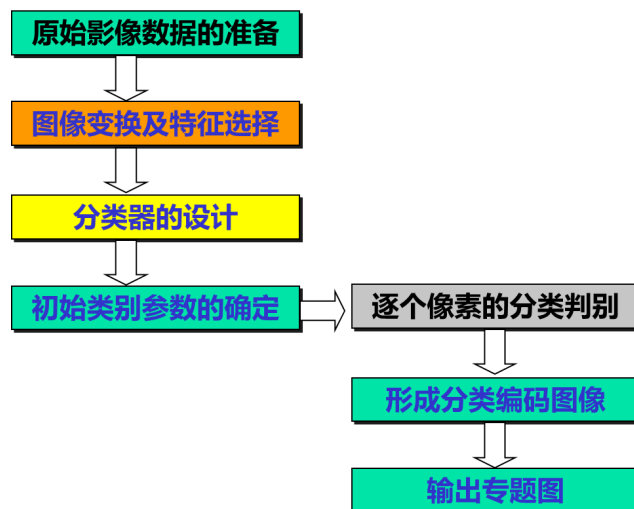 原始影像数据的准备
图像变换及特征选择
分类器的设计
初始类别参数的确定
逐个像素的分类判别
形成分类编码图像
输出专题图